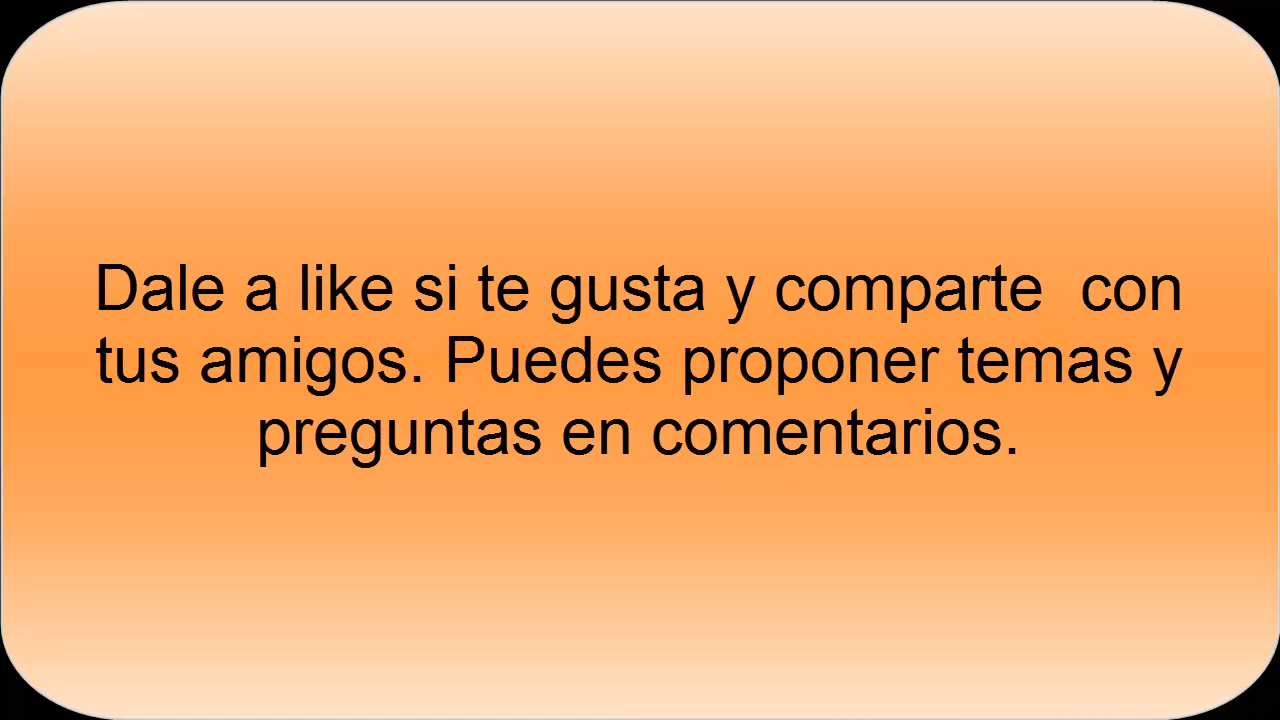 Dale a like si te gusta y comparte  con
tus amigos. Puedes proponer temas y
preguntas en comentarios.